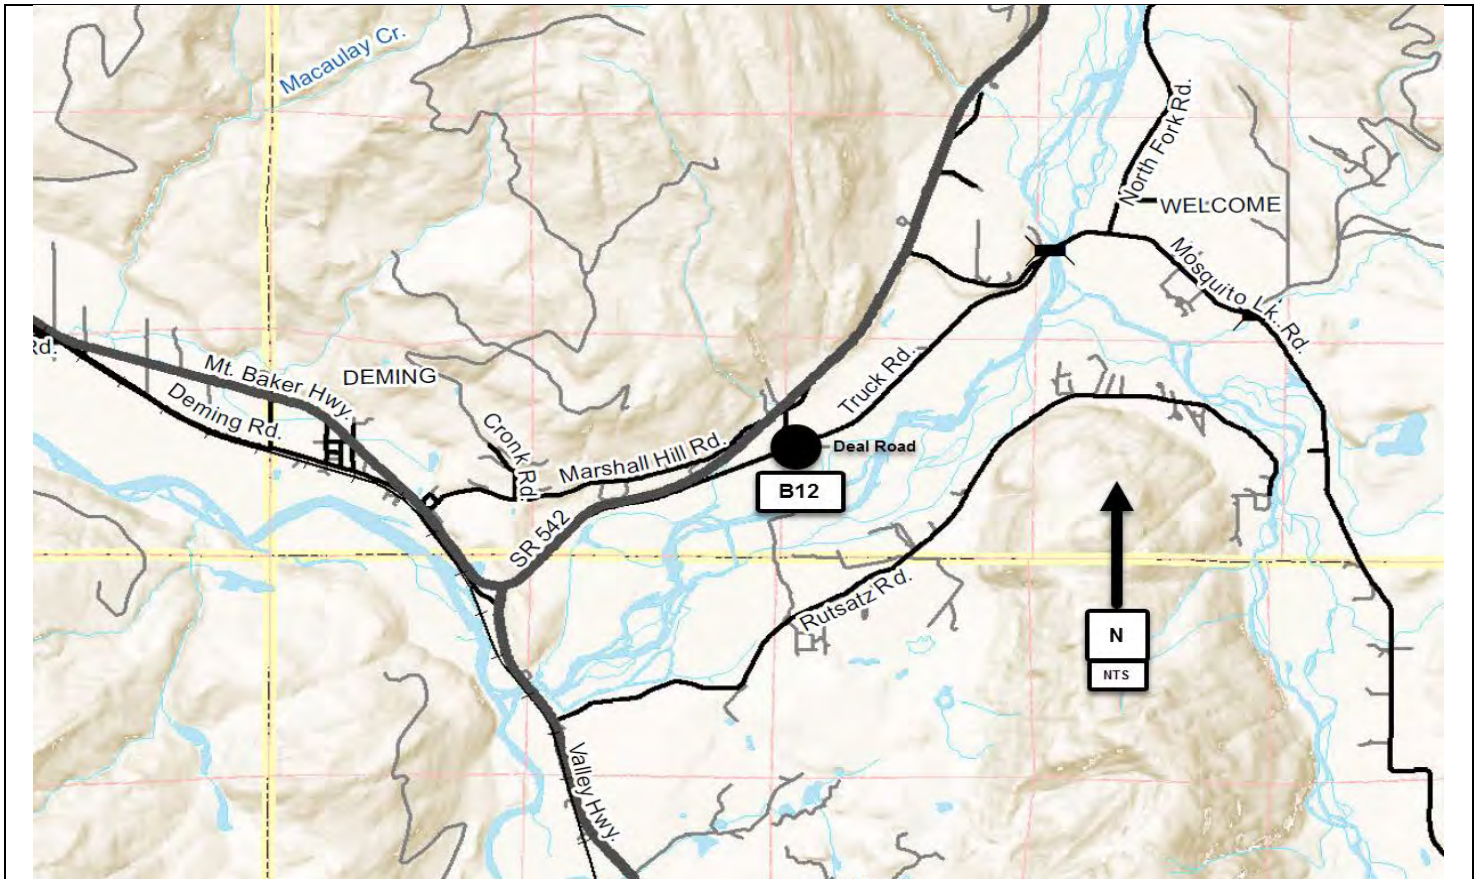 Macaulay Cr.
North Fork Rd.
WELCOME
Mosquito Lk. Rd.
Rd.
Mt. Baker Hwy.
DEMING
Deming Rd.
Truck Rd.
Cronk Rd.
Marshall Hill Rd.
Deal Road
B12
SR 542
Rutsatz Rd.
N
NTS
Valley Hwy.